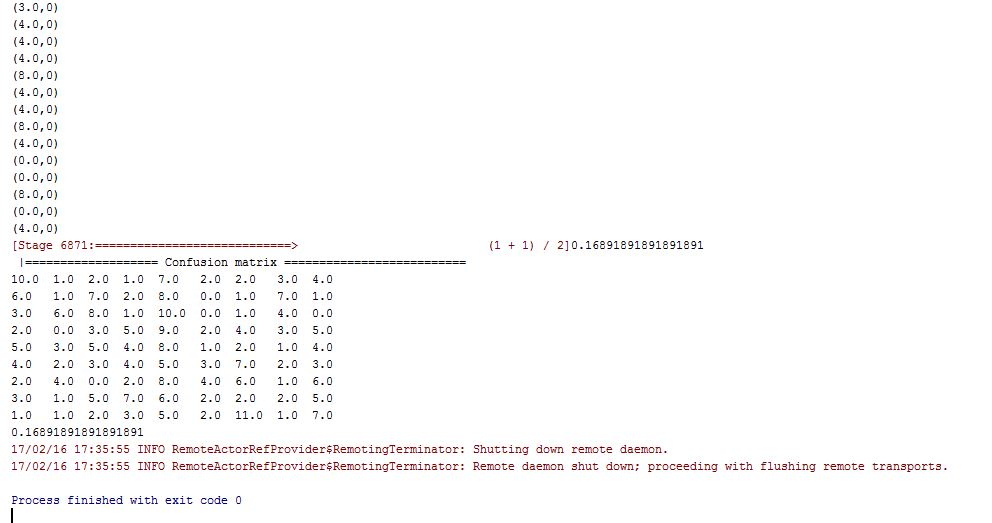 (3.0,0)
(4.0,0)
(4.0,0)
(4.0,0)
(8.0,0)
(4.0,0)
(4.0,0)
(8.0,0)
(4.0,0)
(0.0,0)
(0.0,0)
(8.0,0)
(0.0,0)
(4.0,0)
[Stage 6871:============================> (1 + 1) / 2]0.16891891891891891
|=================== Confusion matrix ==========================
10.0 1.0 2.0 1.0 7.0 2.0 2.0 3.0 4.0
6.0 1.0 7.0 2.0 8.0 0.0 1.0 7.0 1.0
3.0 6.0 8.0 1.0 10.0 0.0 1.0 4.0 0.0
2.0 0.0 3.0 5.0 9.0 2.0 4.0 3.0 5.0
5.0 3.0 5.0 4.0 8.0 1.0 2.0 1.0 4.0
4.0 2.0 3.0 4.0 5.0 3.0 7.0 2.0 3.0
2.0 4.0 0.0 2.0 8.0 4.0 6.0 1.0 6.0
3.0 1.0 5.0 7.0 6.0 2.0 2.0 2.0 5.0
1.0 1.0 2.0 3.0 5.0 2.0 11.0 1.0 7.0
0.16891891891891891
17/02/16 17:35:55 INFO RemoteActorRefProvider$RemotingTerminator: Shutting down remote daemon.
17/02/16 17:35:55 INFO RemoteActorRefProvider$RemotingTerminator: Remote daemon shut down; proceeding with flushing remote transports.
Process finished with exit code 0